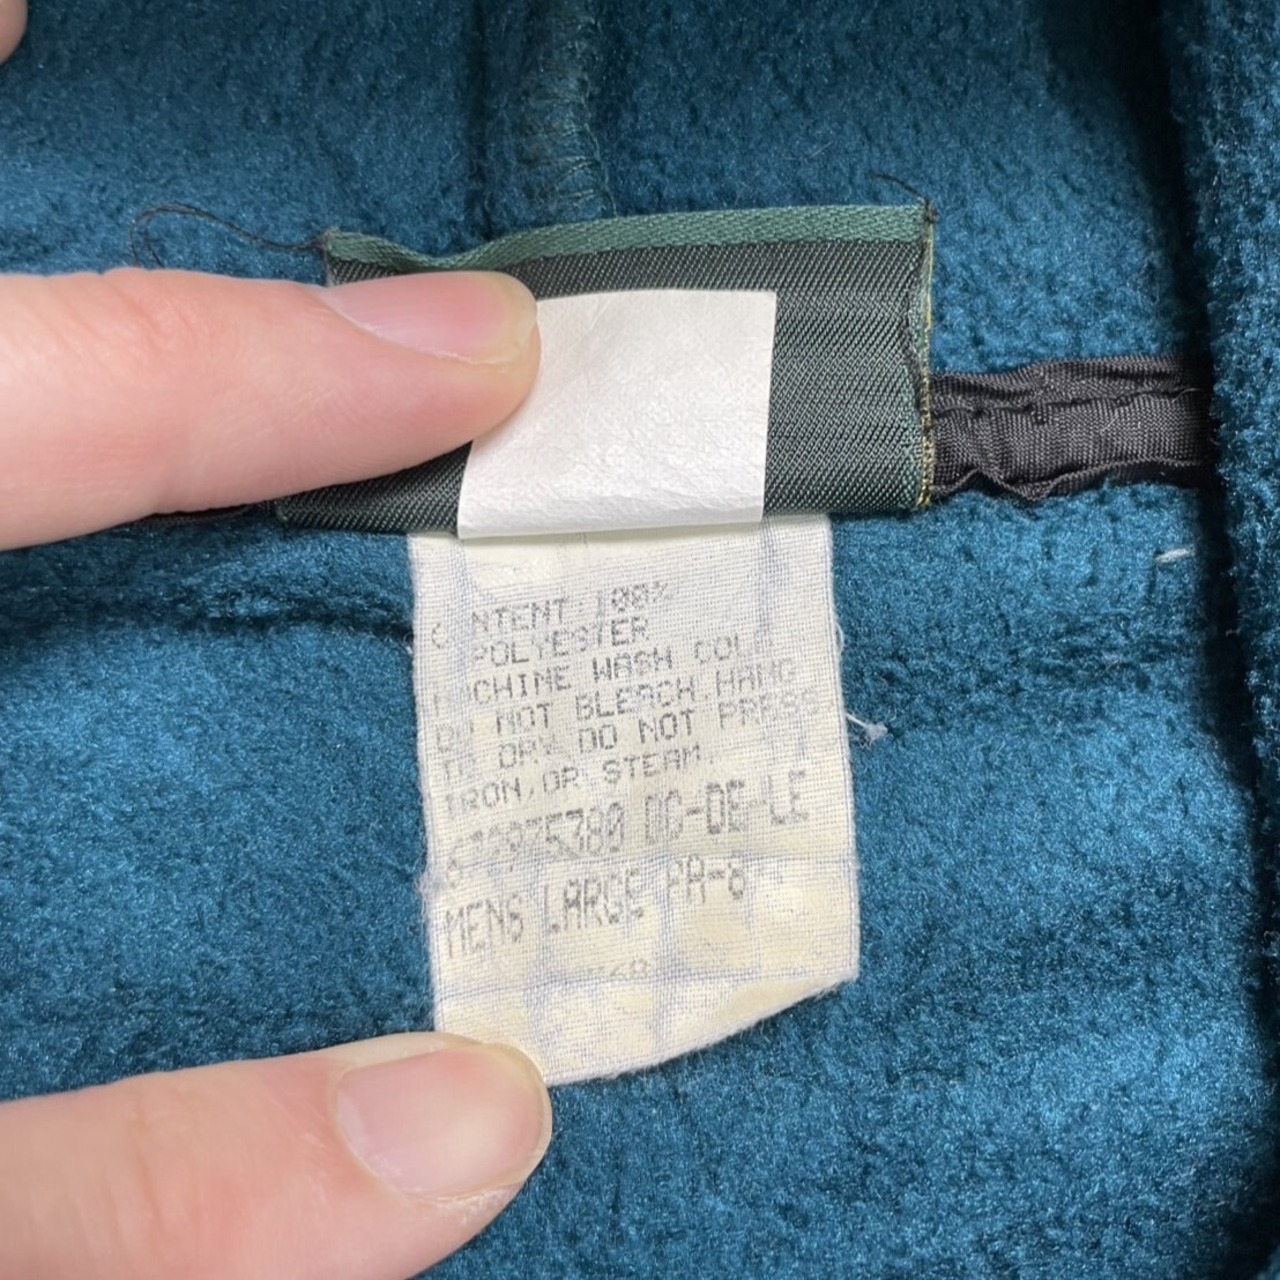 CONTENT 100%
POLYESTER
MACHINE WASH COLD
DO NOT BLEACH. HANG
TO DRY. DO NOT PRESS
IRON, OR STEAM.
DC-DE-LE
MENS LARGE PA-6